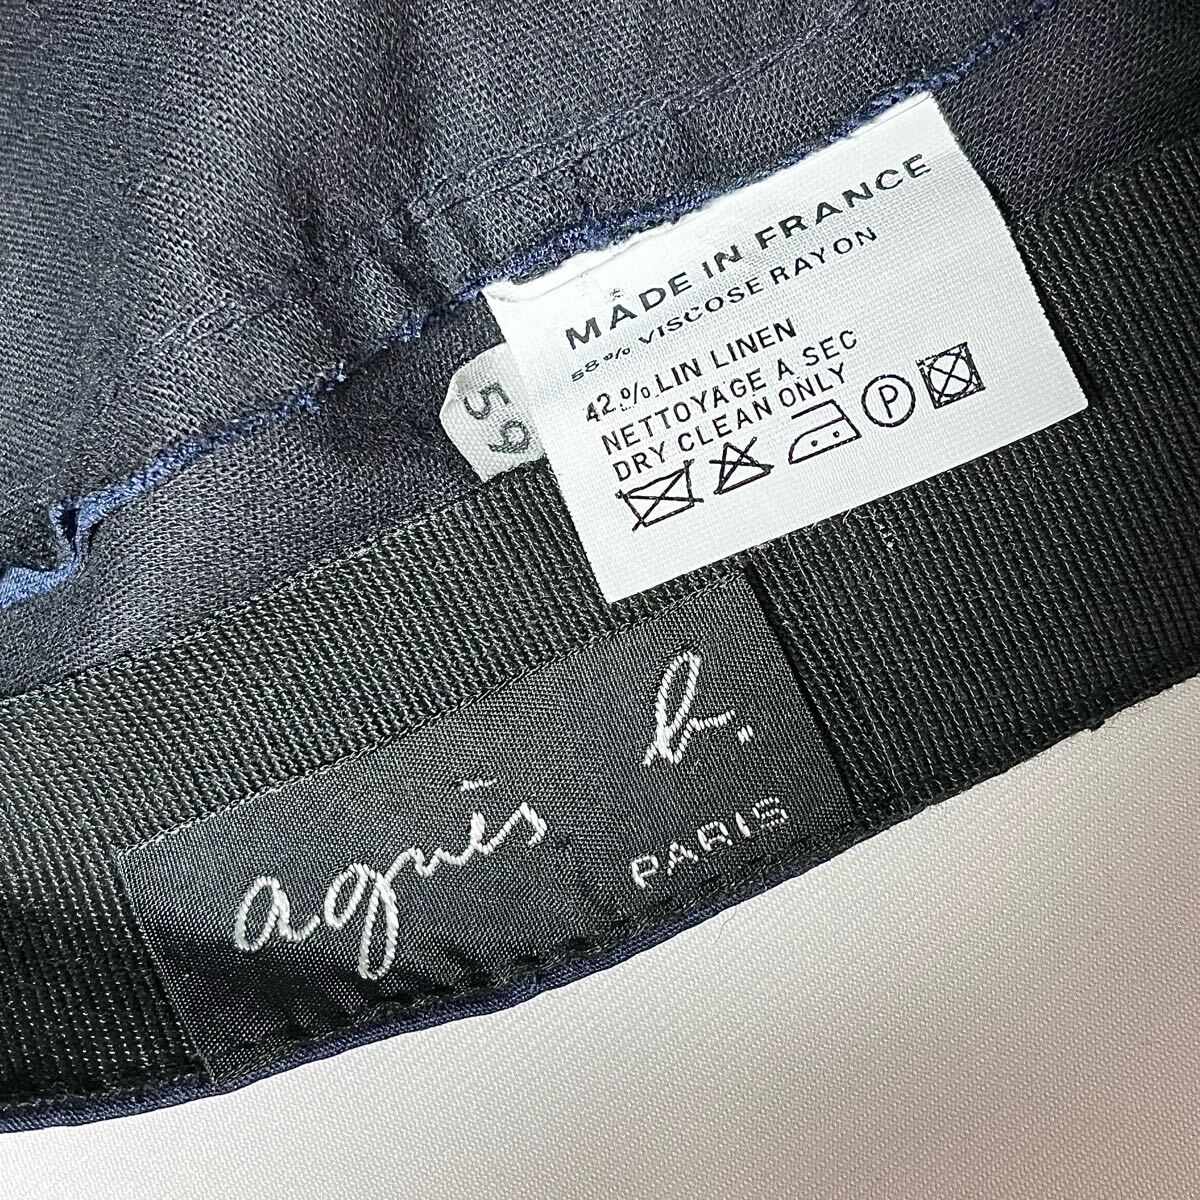 MADE IN FRANCE
58% VISCOSE RAYON
42% LIN LINEN
NETTOYAGE A SEC
DRY CLEAN ONLY
P
59
agnès b.
PARIS